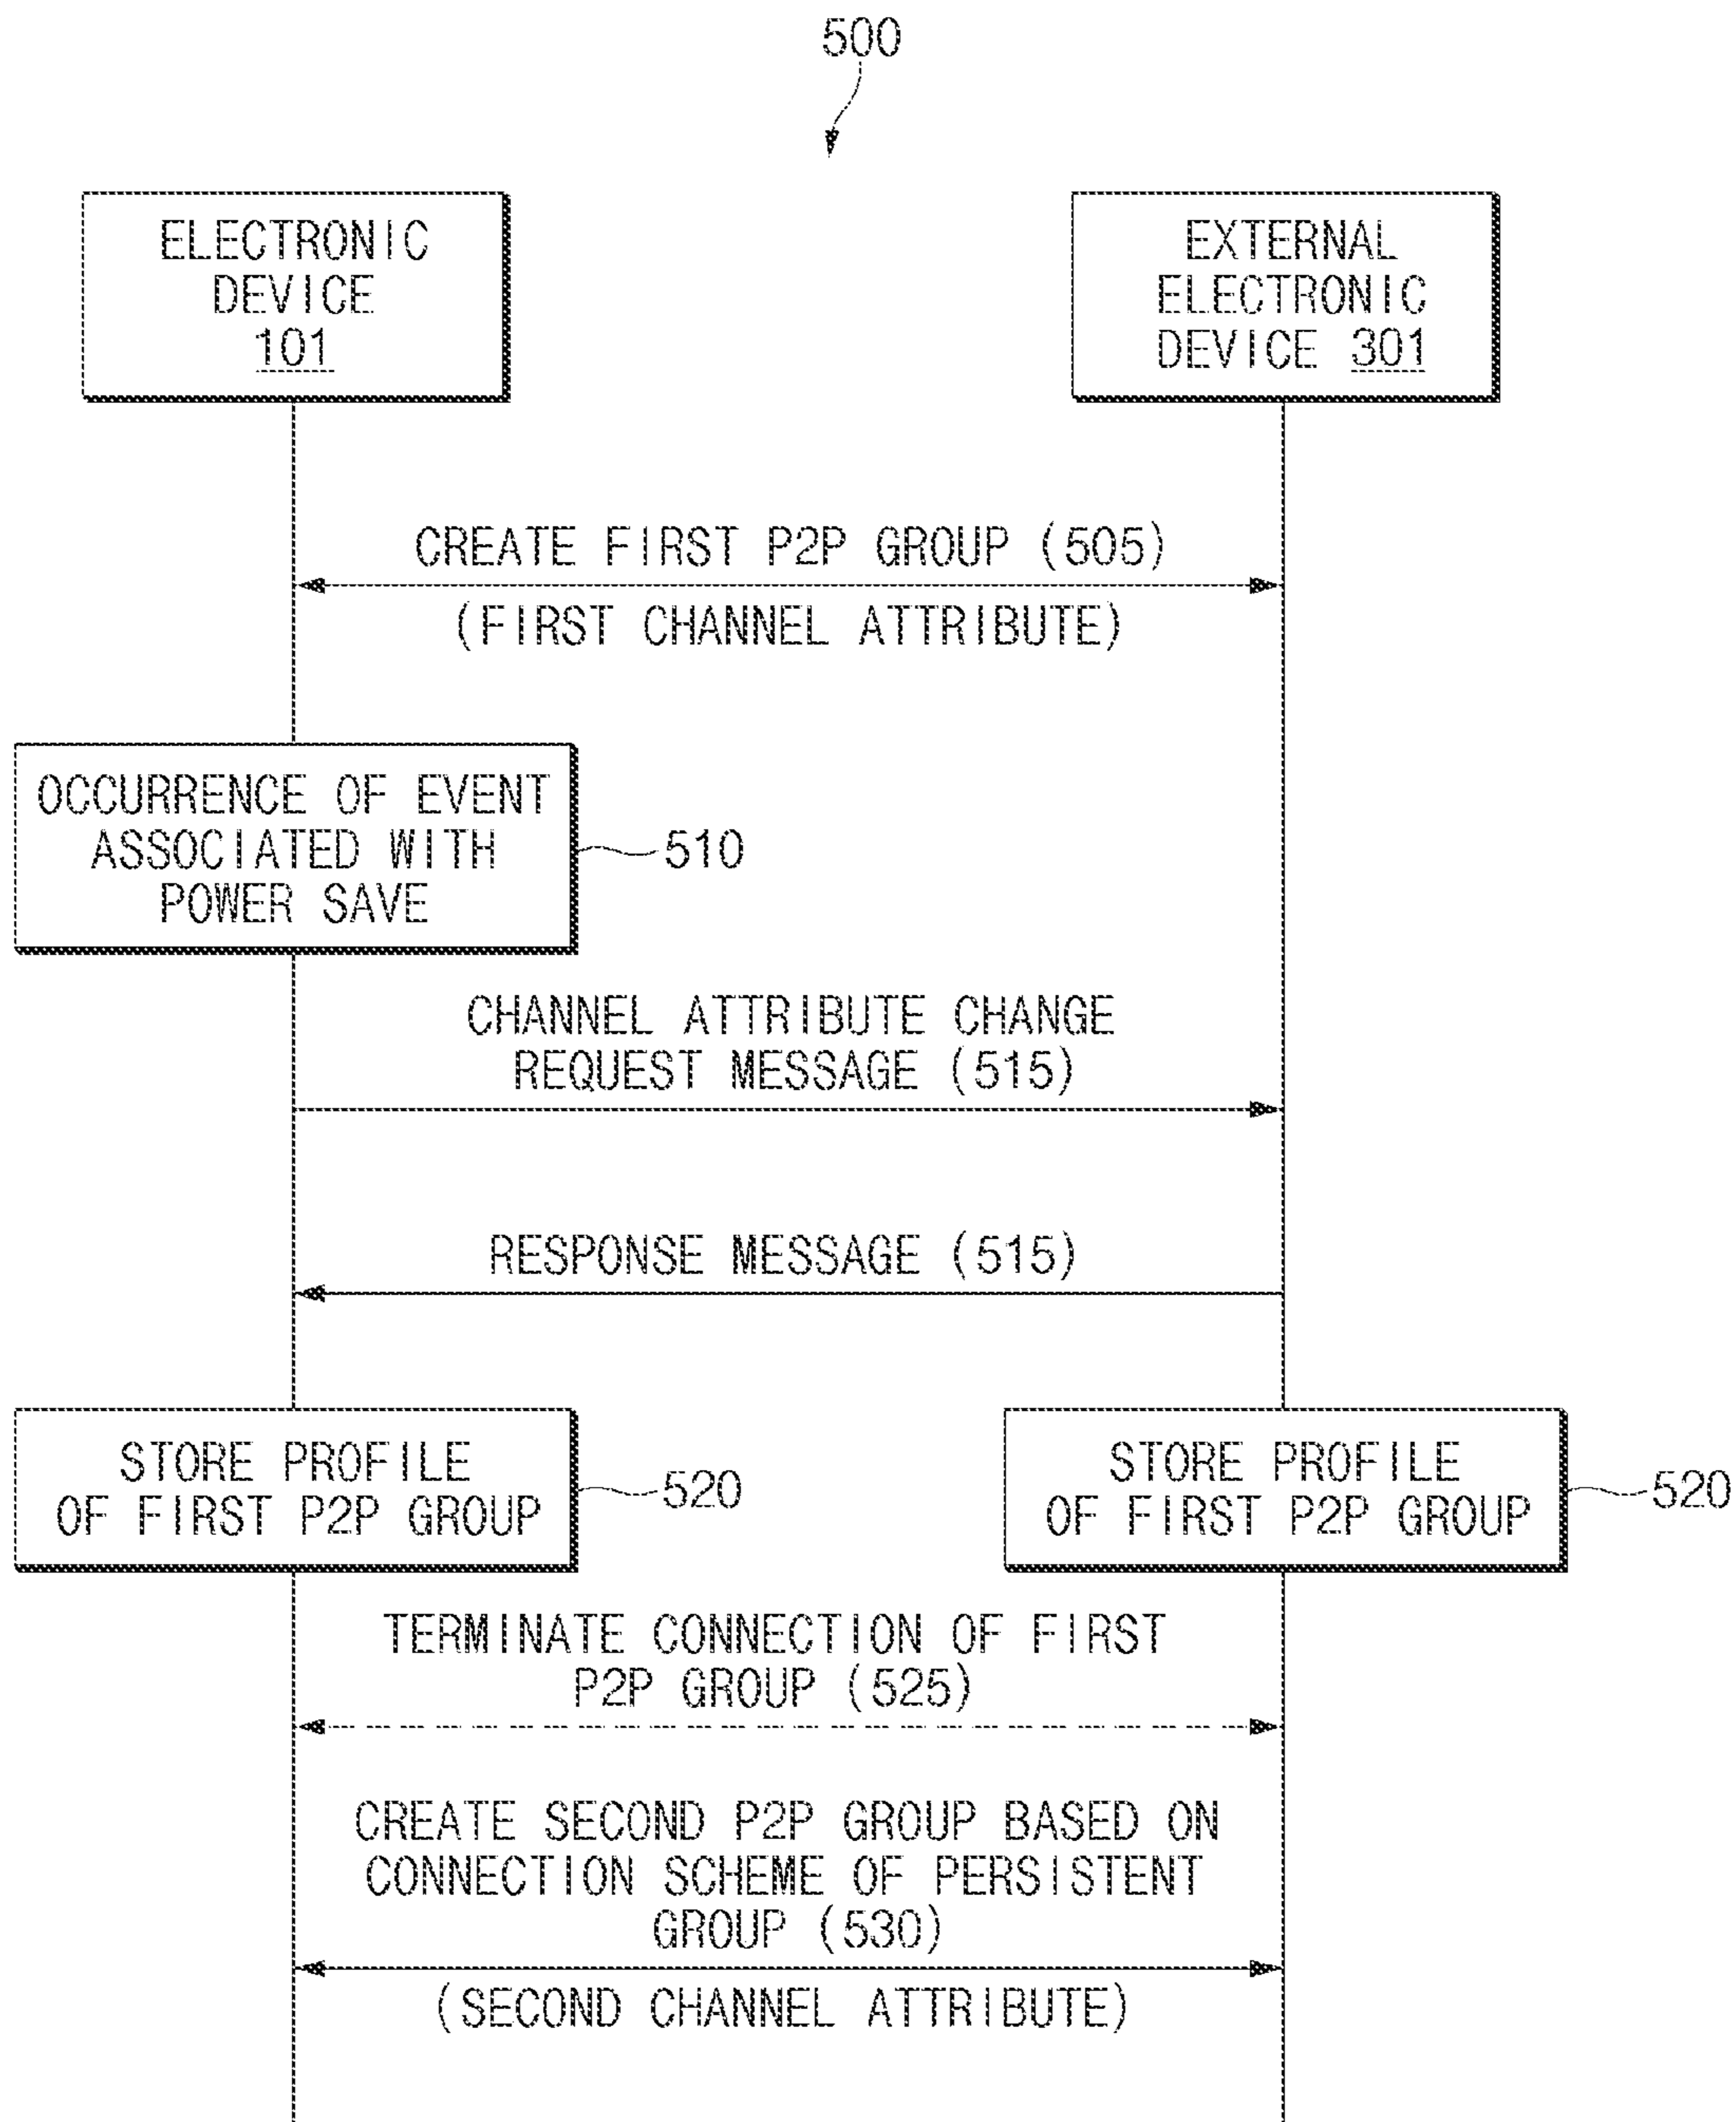 500
ELECTRONIC
DEVICE
101
EXTERNAL
ELECTRONIC
DEVICE 301
CREATE FIRST P2P GROUP (505)
(FIRST CHANNEL ATTRIBUTE)
OCCURRENCE OF EVENT
ASSOCIATED WITH
POWER SAVE
510
CHANNEL ATTRIBUTE CHANGE
REQUEST MESSAGE (515)
RESPONSE MESSAGE (515)
STORE PROFILE
OF FIRST P2P GROUP
520
STORE PROFILE
OF FIRST P2P GROUP
520
TERMINATE CONNECTION OF FIRST
P2P GROUP (525)
CREATE SECOND P2P GROUP BASED ON
CONNECTION SCHEME OF PERSISTENT
GROUP (530)
(SECOND CHANNEL ATTRIBUTE)